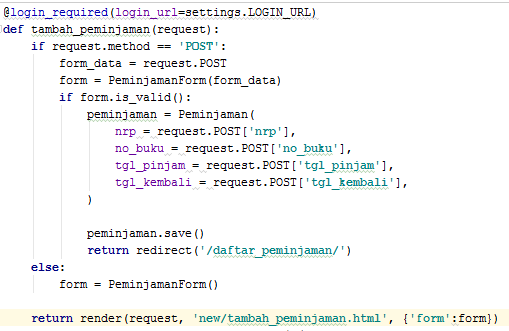 @login_required(login_url=settings.LOGIN_URL)
def tambah_peminjaman(request):
    if request.method == 'POST':
        form_data = request.POST
        form = PeminjamanForm(form_data)
        if form.is_valid():
            peminjaman = Peminjaman(
                nrp = request.POST['nrp'],
                no_buku = request.POST['no_buku'],
                tgl_pinjam = request.POST['tgl_pinjam'],
                tgl_kembali = request.POST['tgl_kembali'],
            )
            peminjaman.save()
            return redirect('/daftar_peminjaman/')
    else:
        form = PeminjamanForm()
    return render(request, 'new/tambah_peminjaman.html', {'form':form})